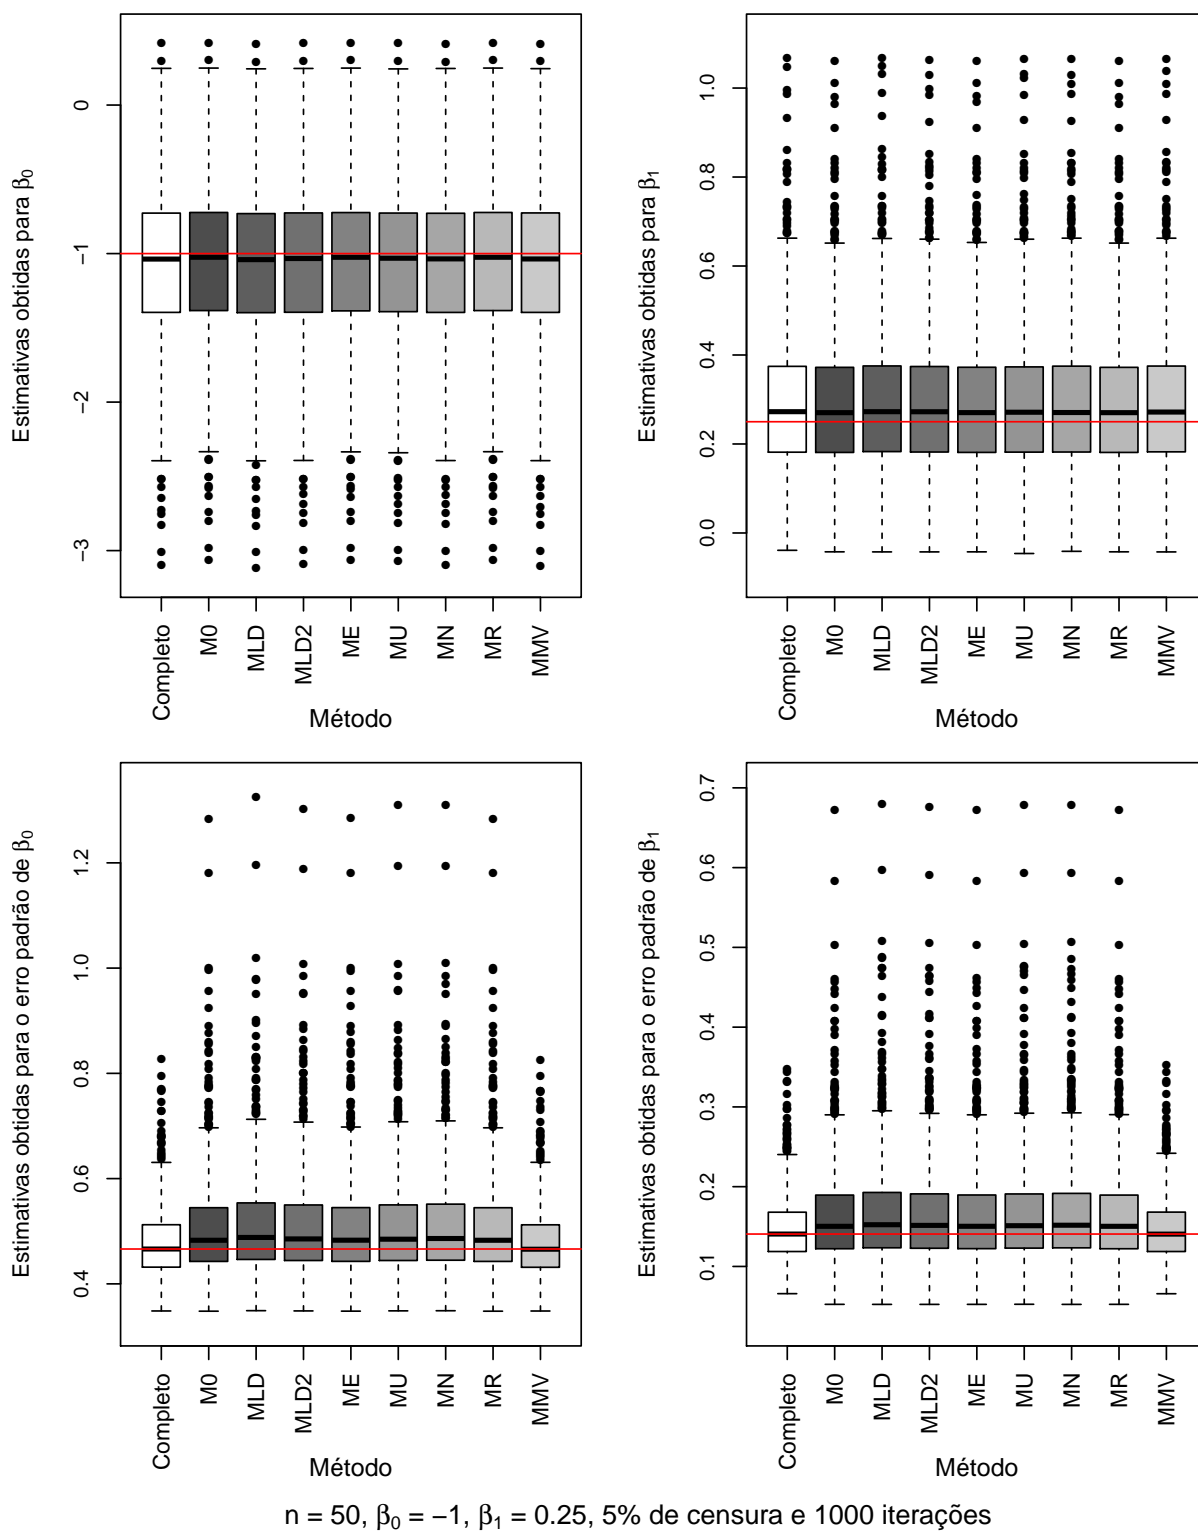 Estimativas obtidas para β₀
0
−1
−2
−3
Completo
M0
MLD
MLD2
ME
MU
MN
MR
MMV
Método
Estimativas obtidas para β₁
1.0
0.8
0.6
0.4
0.2
0.0
Completo
M0
MLD
MLD2
ME
MU
MN
MR
MMV
Método
Estimativas obtidas para o erro padrão de β₀
1.2
1.0
0.8
0.6
0.4
Completo
M0
MLD
MLD2
ME
MU
MN
MR
MMV
Método
Estimativas obtidas para o erro padrão de β₁
0.7
0.6
0.5
0.4
0.3
0.2
0.1
Completo
M0
MLD
MLD2
ME
MU
MN
MR
MMV
Método
n = 50, β₀ = −1, β₁ = 0.25, 5% de censura e 1000 iterações